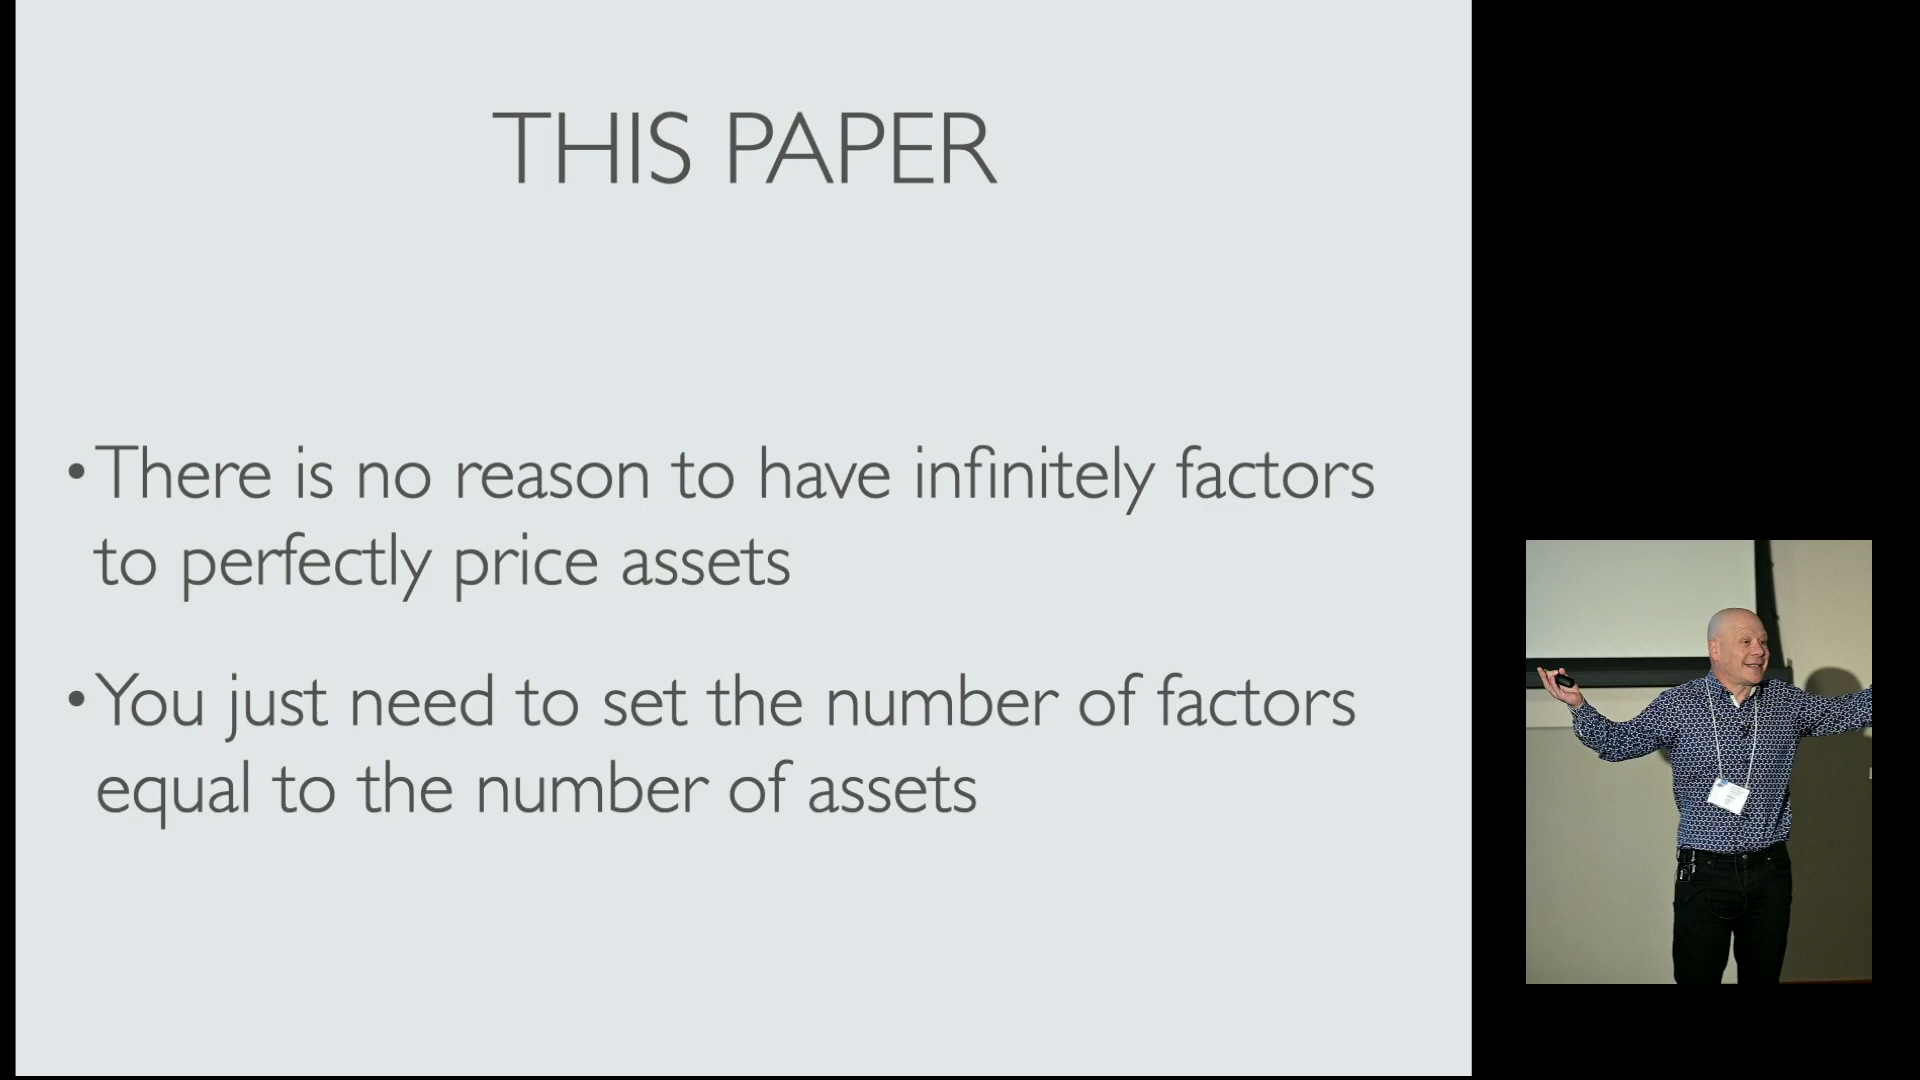 THIS PAPER
•There is no reason to have infinitely factors
to perfectly price assets
•You just need to set the number of factors
equal to the number of assets